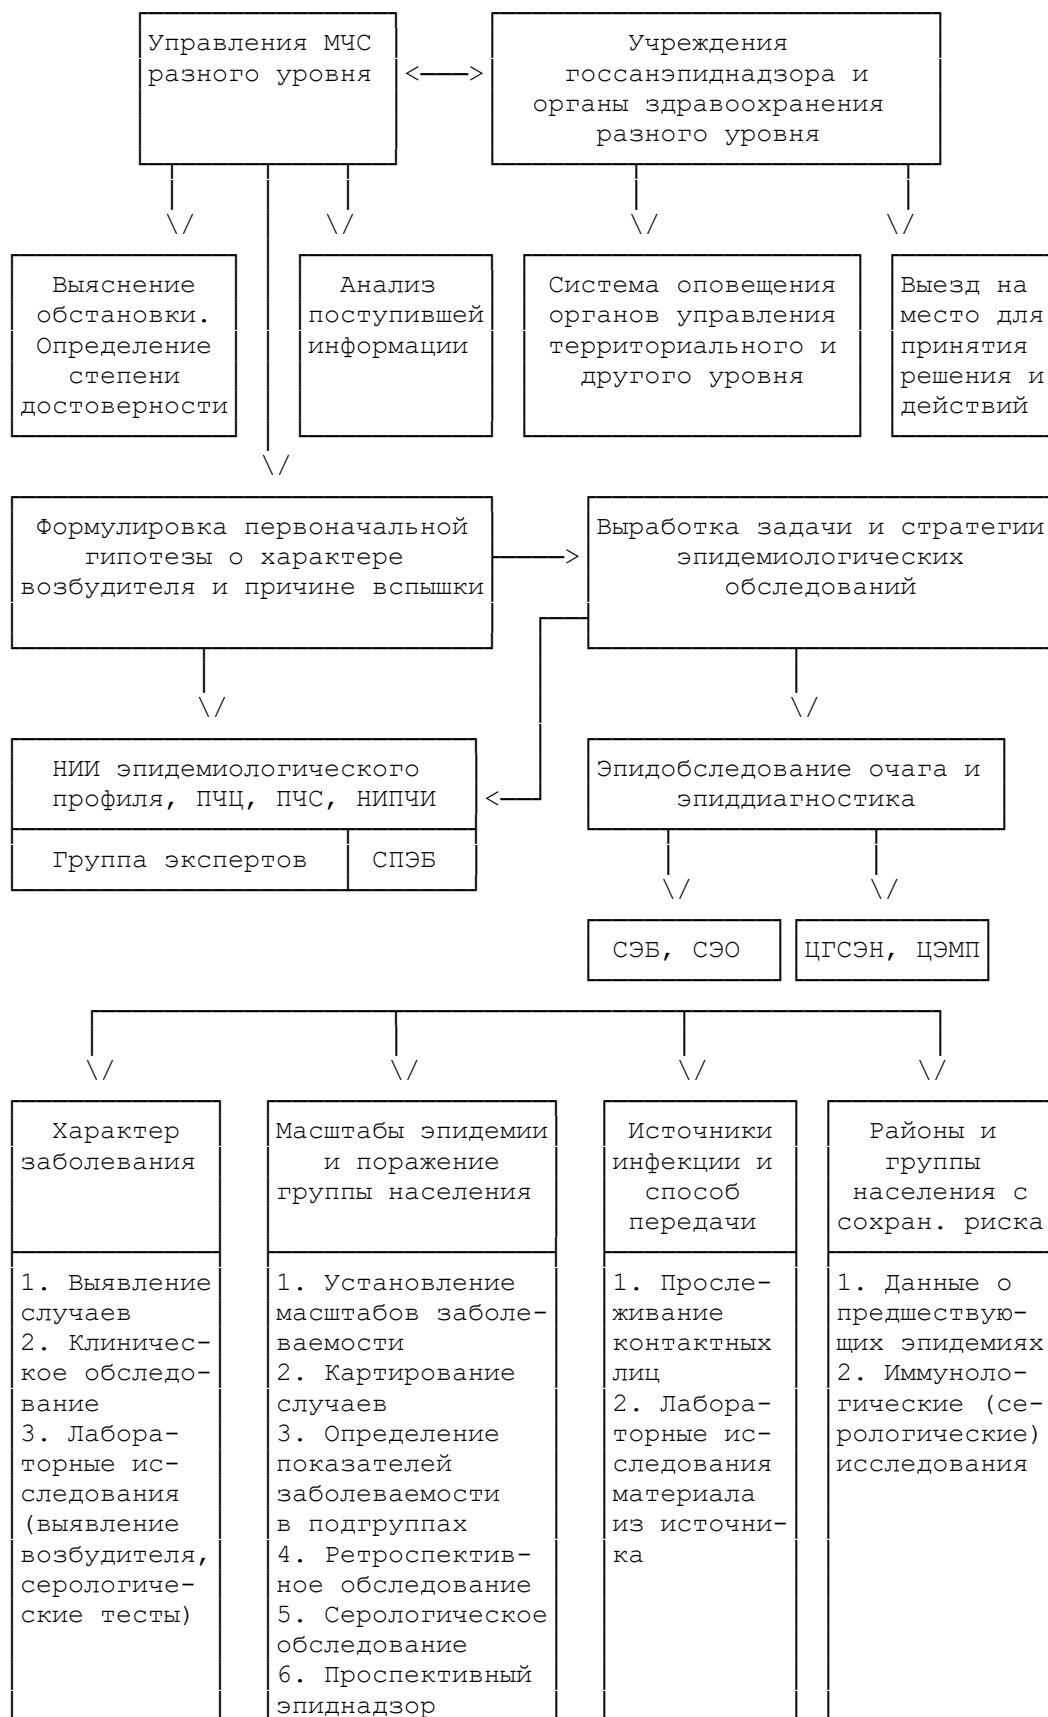 Управления МЧС
разного уровня
Учреждения
госсанэпиднадзора и
органы здравоохранения
разного уровня
Выяснение
обстановки.
Определение
степени
достоверности
Анализ
поступившей
информации
Система оповещения
органов управления
территориального и
другого уровня
Выезд на
место для
принятия
решения и
действий
Формулировка первоначальной
гипотезы о характере
возбудителя и причине вспышки
Выработка задачи и стратегии
эпидемиологических
обследований
НИИ эпидемиологического
профиля, ПЧЦ, ПЧС, НИПЧИ
Группа экспертов
СПЭБ
Эпидобследование очага и
эпиддиагностика
СЭБ, СЭО
ЦГСЭН, ЦЭМП
Характер
заболевания
1. Выявление
случаев
2. Клиничес-
кое обследо-
вание
3. Лабора-
торные ис-
следования
(выявление
возбудителя,
серологиче-
ские тесты)
Масштабы эпидемии
и поражение
группы населения
1. Установление
масштабов заболе-
ваемости
2. Картирование
случаев
3. Определение
показателей
заболеваемости
в подгруппах
4. Ретроспектив-
ное обследование
5. Серологическое
обследование
6. Проспективный
эпиднадзор
Источники
инфекции и
способ
передачи
1. Просле-
живание
контактных
лиц
2. Лабора-
торные ис-
следования
материала
из источни-
ка
Районы и
группы
населения с
сохран. риска
1. Данные о
предшествую-
щих эпидемиях
2. Иммуноло-
гические (се-
рологические)
исследования